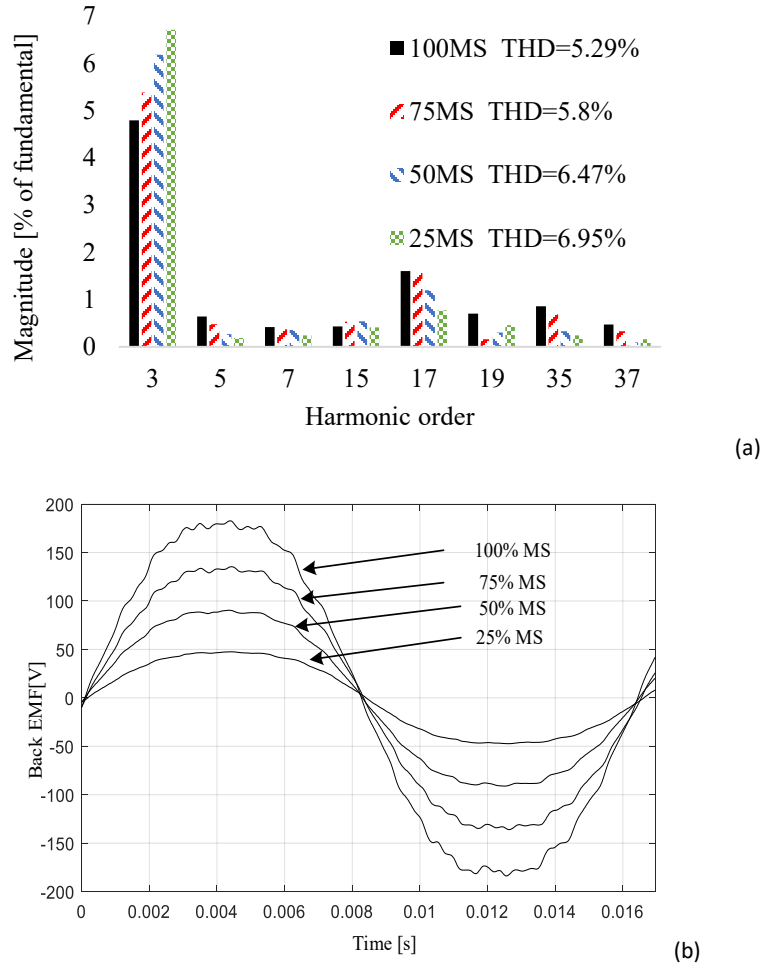 7
6
5
4
3
2
1
0
Magnitude [% of fundamental]
100MS THD=5.29%
75MS THD=5.8%
50MS THD=6.47%
25MS THD=6.95%
3 5 7 15 17 19 35 37
Harmonic order
(a)
200
150
100
50
0
-50
-100
-150
-200
Back EMF[V]
100% MS
75% MS
50% MS
25% MS
0 0.002 0.004 0.006 0.008 0.01 0.012 0.014 0.016
Time [s]
(b)